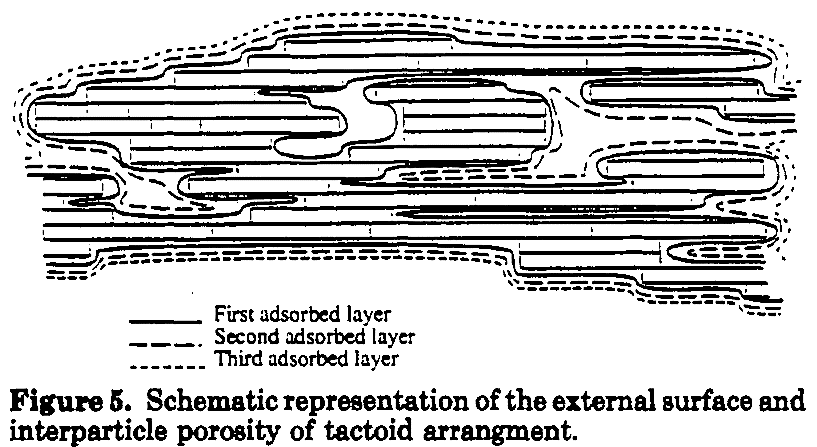 First adsorbed layer
Second adsorbed layer
Third adsorbed layer
Figure 5. Schematic representation of the external surface and
interparticle porosity of tactoid arrangment.